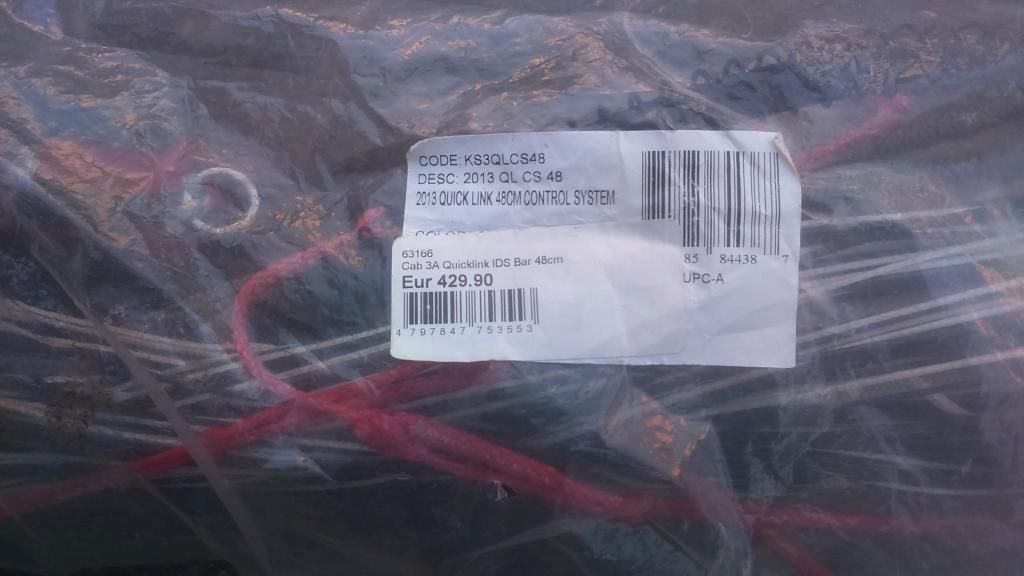 CODE: KS3QLCS48
DESC: 2013 QL CS 48
2013 QUICK LINK 48CM CONTROL SYSTEM
COLOR
85 84438 7
UPC-A
63166
Cab 3A Quicklink IDS Bar 48cm
Eur 429.90
4 797847 753553